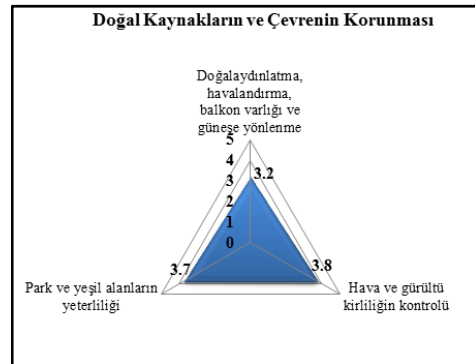 Doğal Kaynakların ve Çevrenin Korunması
Doğalaydınlatma,
havalandırma,
balkon varlığı ve
güneşe yönlenme
5
4
3
2
1
0
3.2
3.7
3.8
Park ve yeşil alanların
yeterliliği
Hava ve gürültü
kirliliğin kontrolü